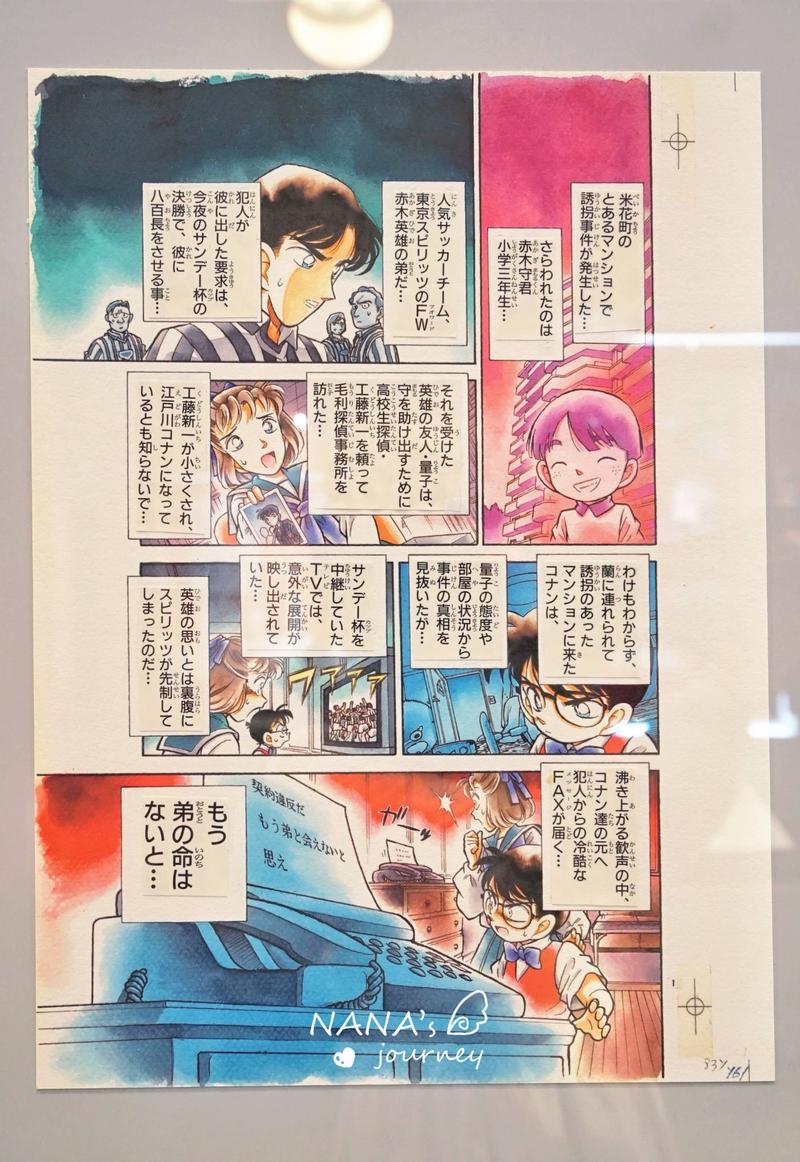 米花町の
とあるマンションで
誘拐事件が発生した…
さらわれたのは
赤木守君
小学三年生…
人気サッカーチーム、
東京スピリッツのFW
赤木英雄の弟だ…
犯人が
彼に出した要求は、
今夜のサンデー杯の
決勝で、彼に
八百長をさせる事…
それを受けた
英雄の友人・量子は、
守を助け出すために
高校生探偵・
工藤新一を頼って
毛利探偵事務所を
訪れた…
工藤新一が小さくされ、
江戸川コナンになって
いるとも知らないで…
わけもわからず、
蘭に連れられて
誘拐のあった
マンションに来た
コナンは、
量子の態度や
部屋の状況から
事件の真相を
見抜いたが…
サンデー杯を
中継していた
TVでは、
意外な展開が
映し出されて
いた…
ワアアア
英雄の思いとは裏腹に
スピリッツが先制して
しまったのだ…
沸き上がる歓声の中、
コナン達の元へ
犯人からの冷酷な
FAXが届く…
ガーッ
契約違反だ
もう弟と会えないと
思え
もう
弟の命は
ないと…
NANA's
journey